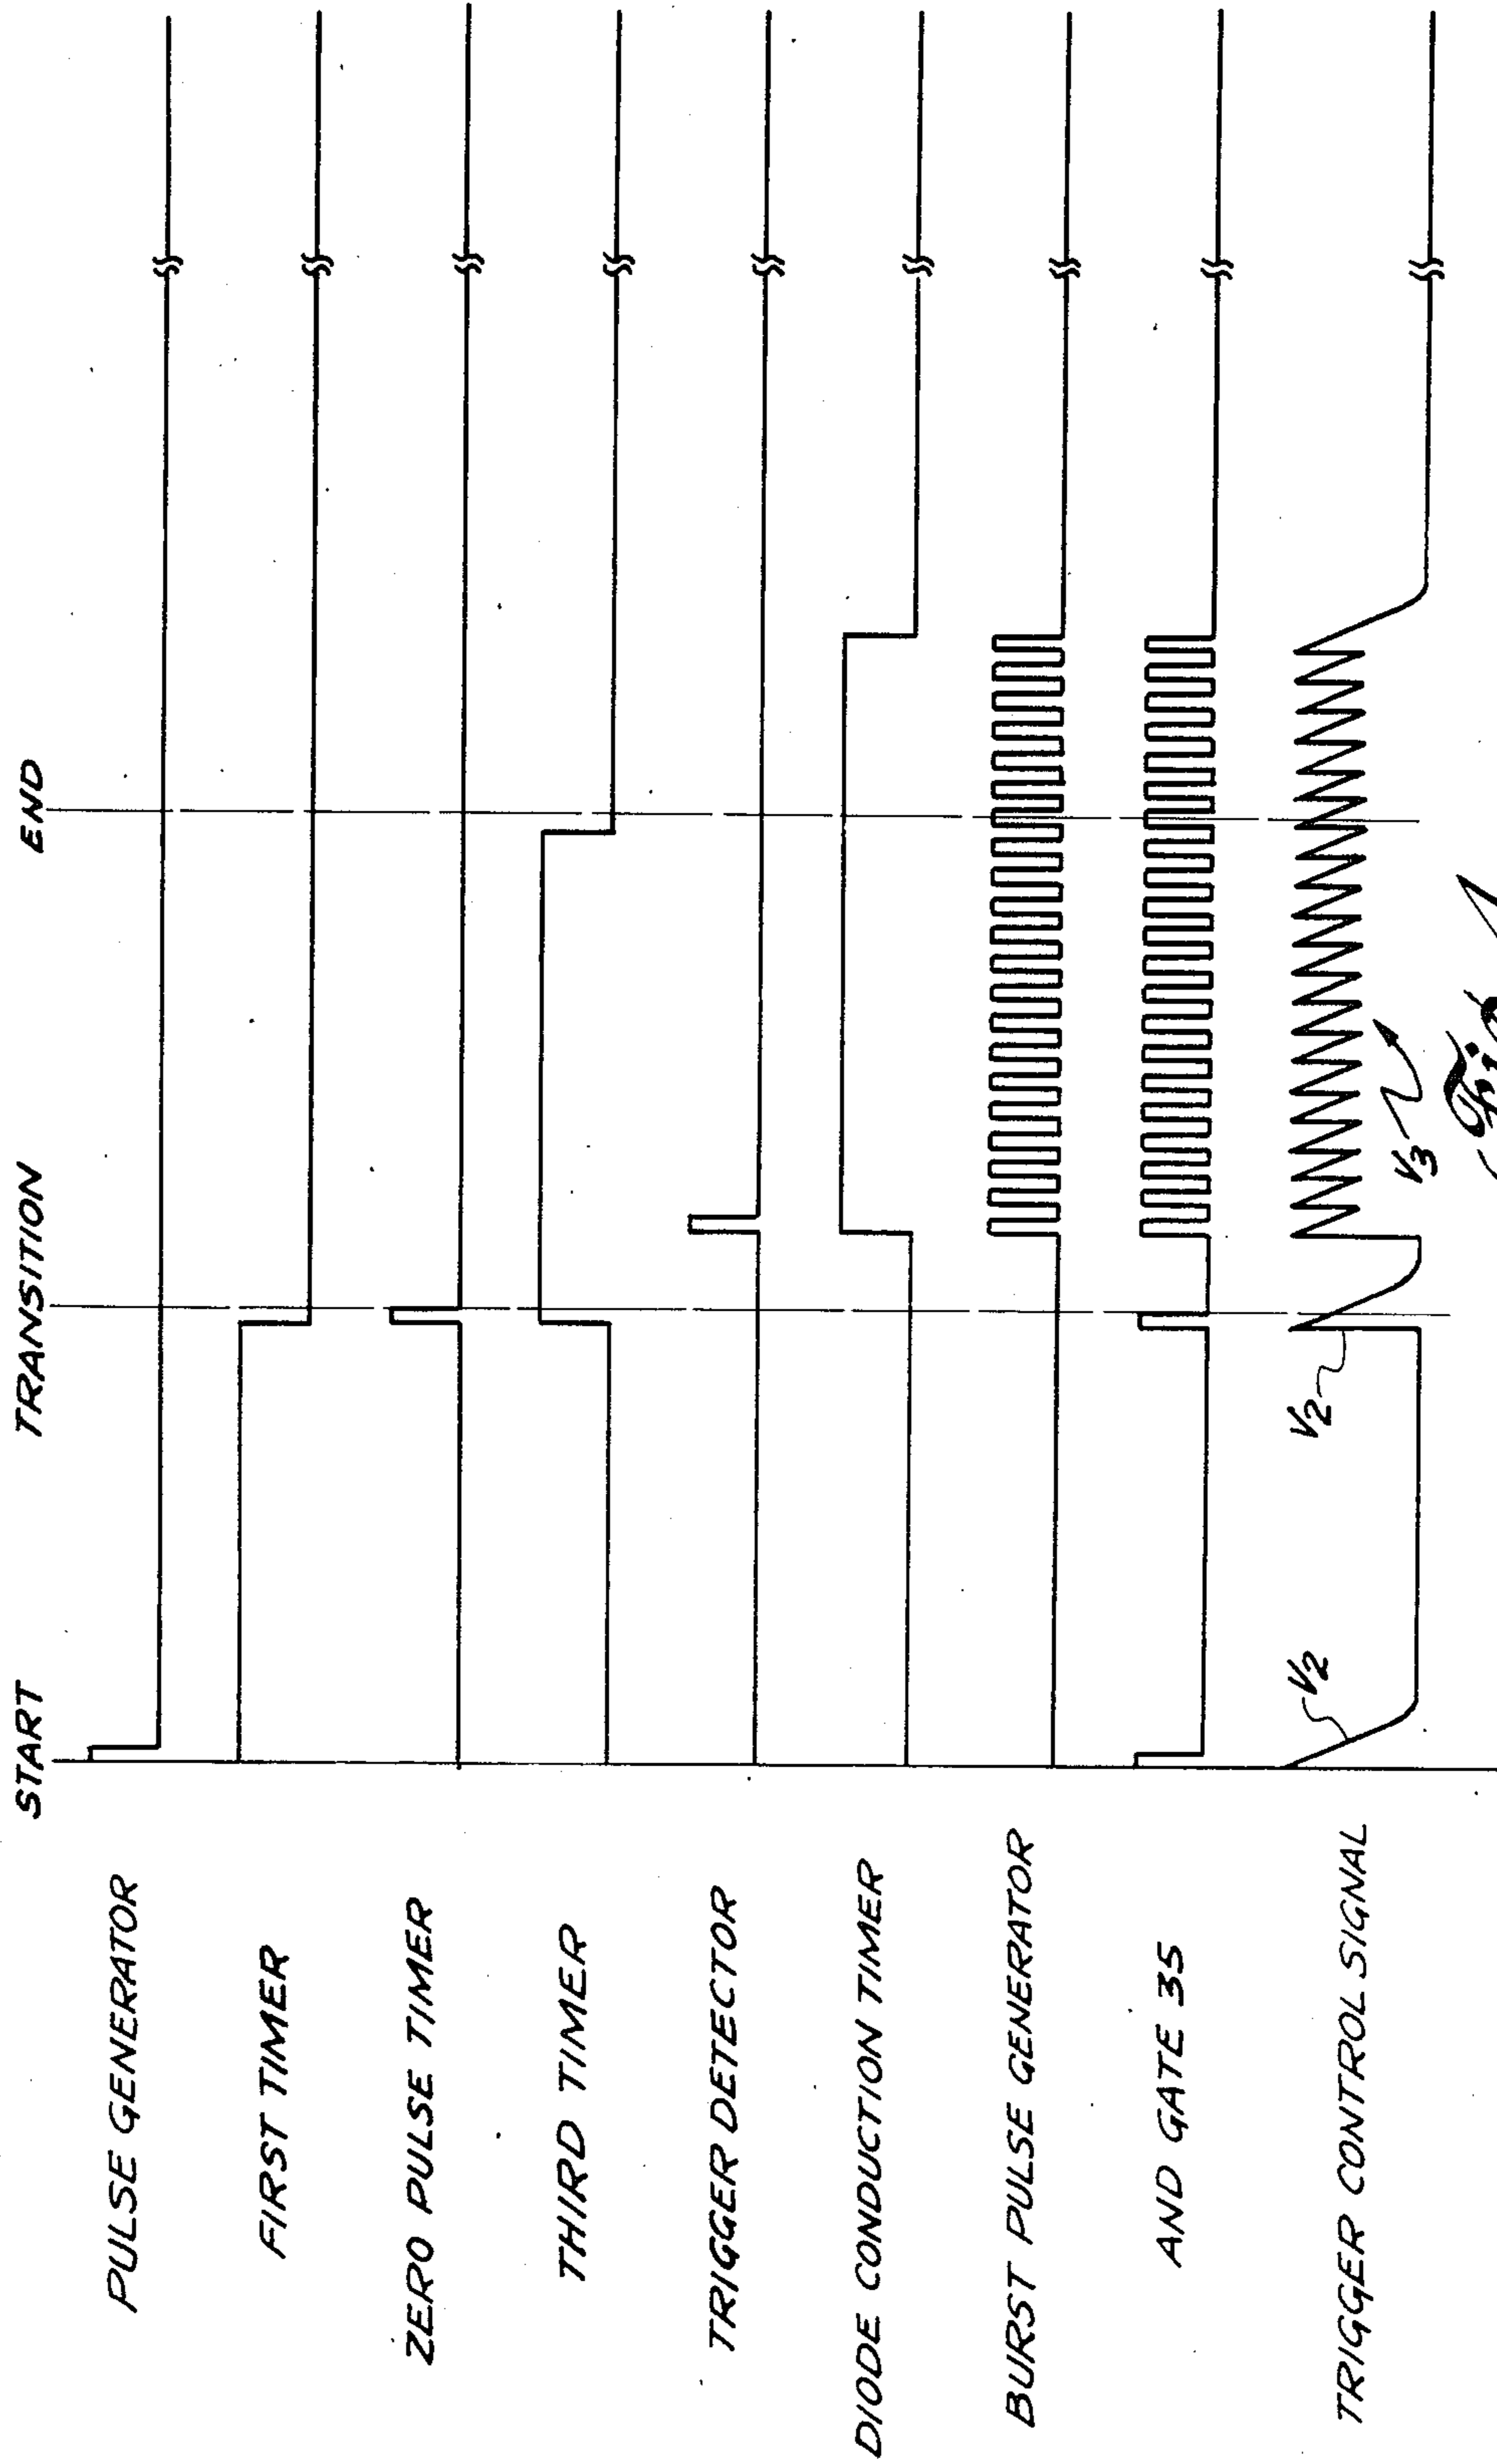 START TRANSITION END
PULSE GENERATOR
FIRST TIMER
ZERO PULSE TIMER
THIRD TIMER
TRIGGER DETECTOR
DIODE CONDUCTION TIMER
BURST PULSE GENERATOR
AND GATE 35
TRIGGER CONTROL SIGNAL
V2
V2
V3
Fig